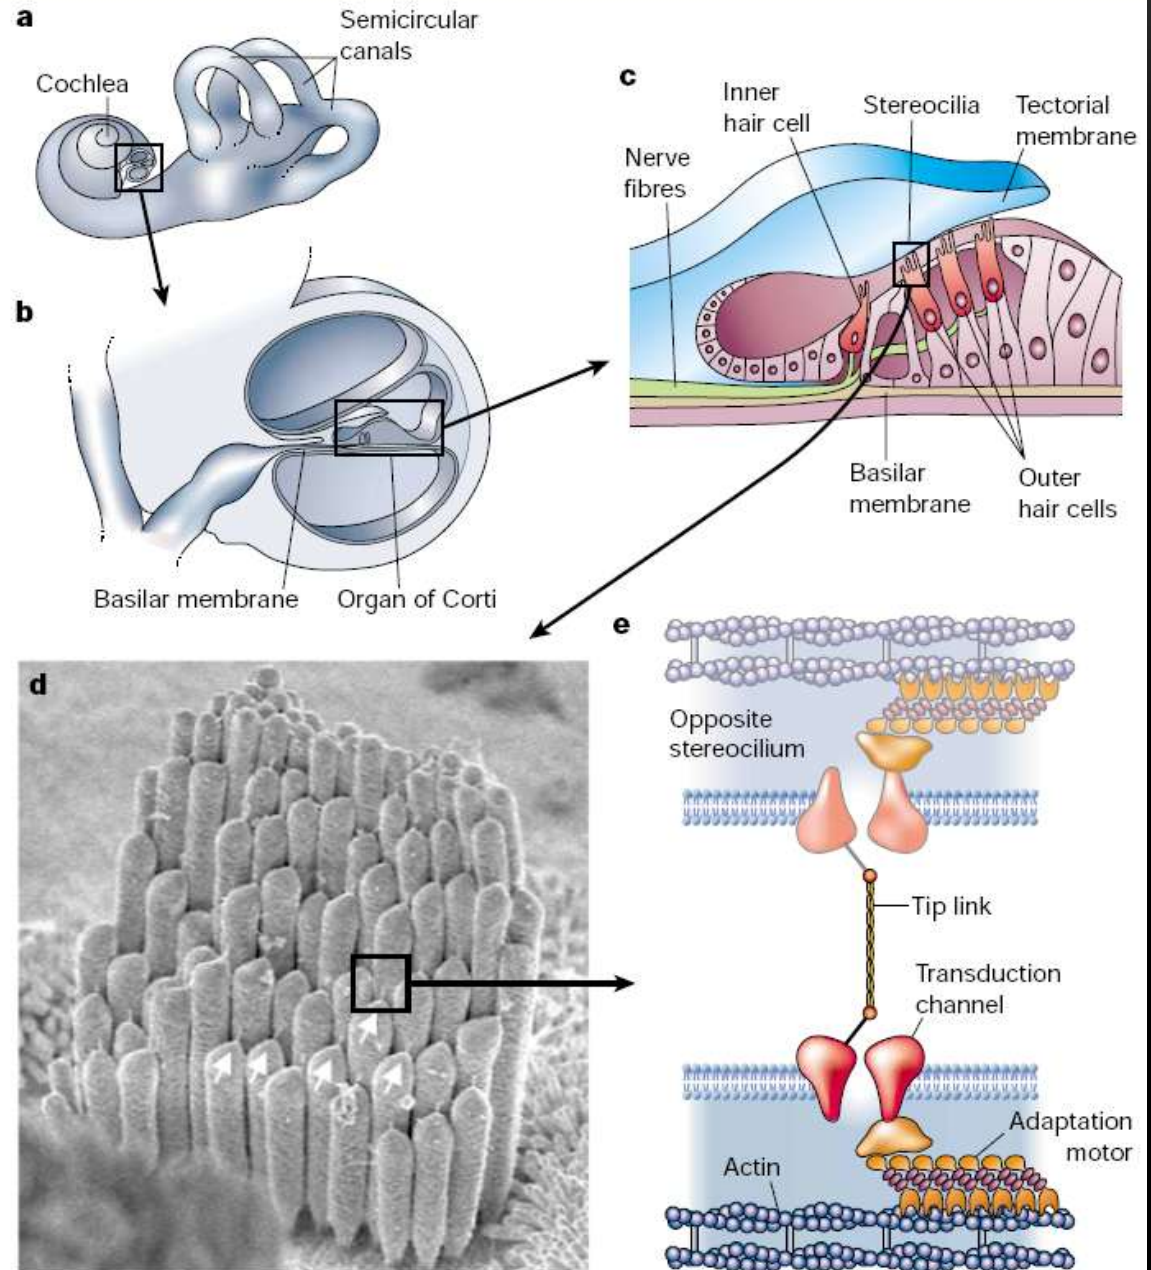 a
Semicircular
canals
Cochlea
b
Basilar membrane
Organ of Corti
c
Inner
hair cell
Stereocilia
Tectorial
membrane
Nerve
fibres
Basilar
membrane
Outer
hair cells
d
e
Opposite
stereocilium
Tip link
Transduction
channel
Adaptation
motor
Actin